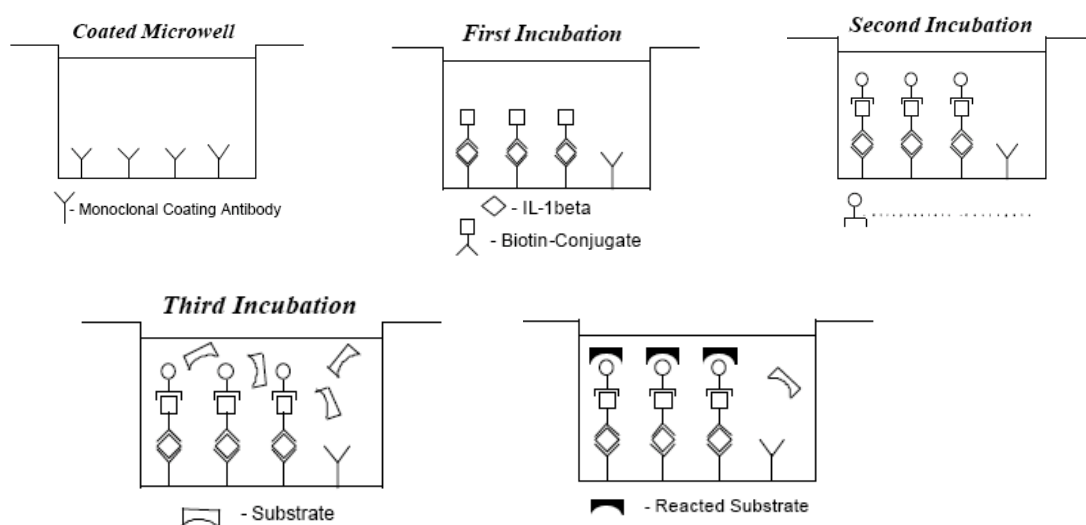 Coated Microwell
First Incubation
Second Incubation
- Monoclonal Coating Antibody
- IL-1beta
- Biotin-Conjugate
Third Incubation
- Substrate
- Reacted Substrate